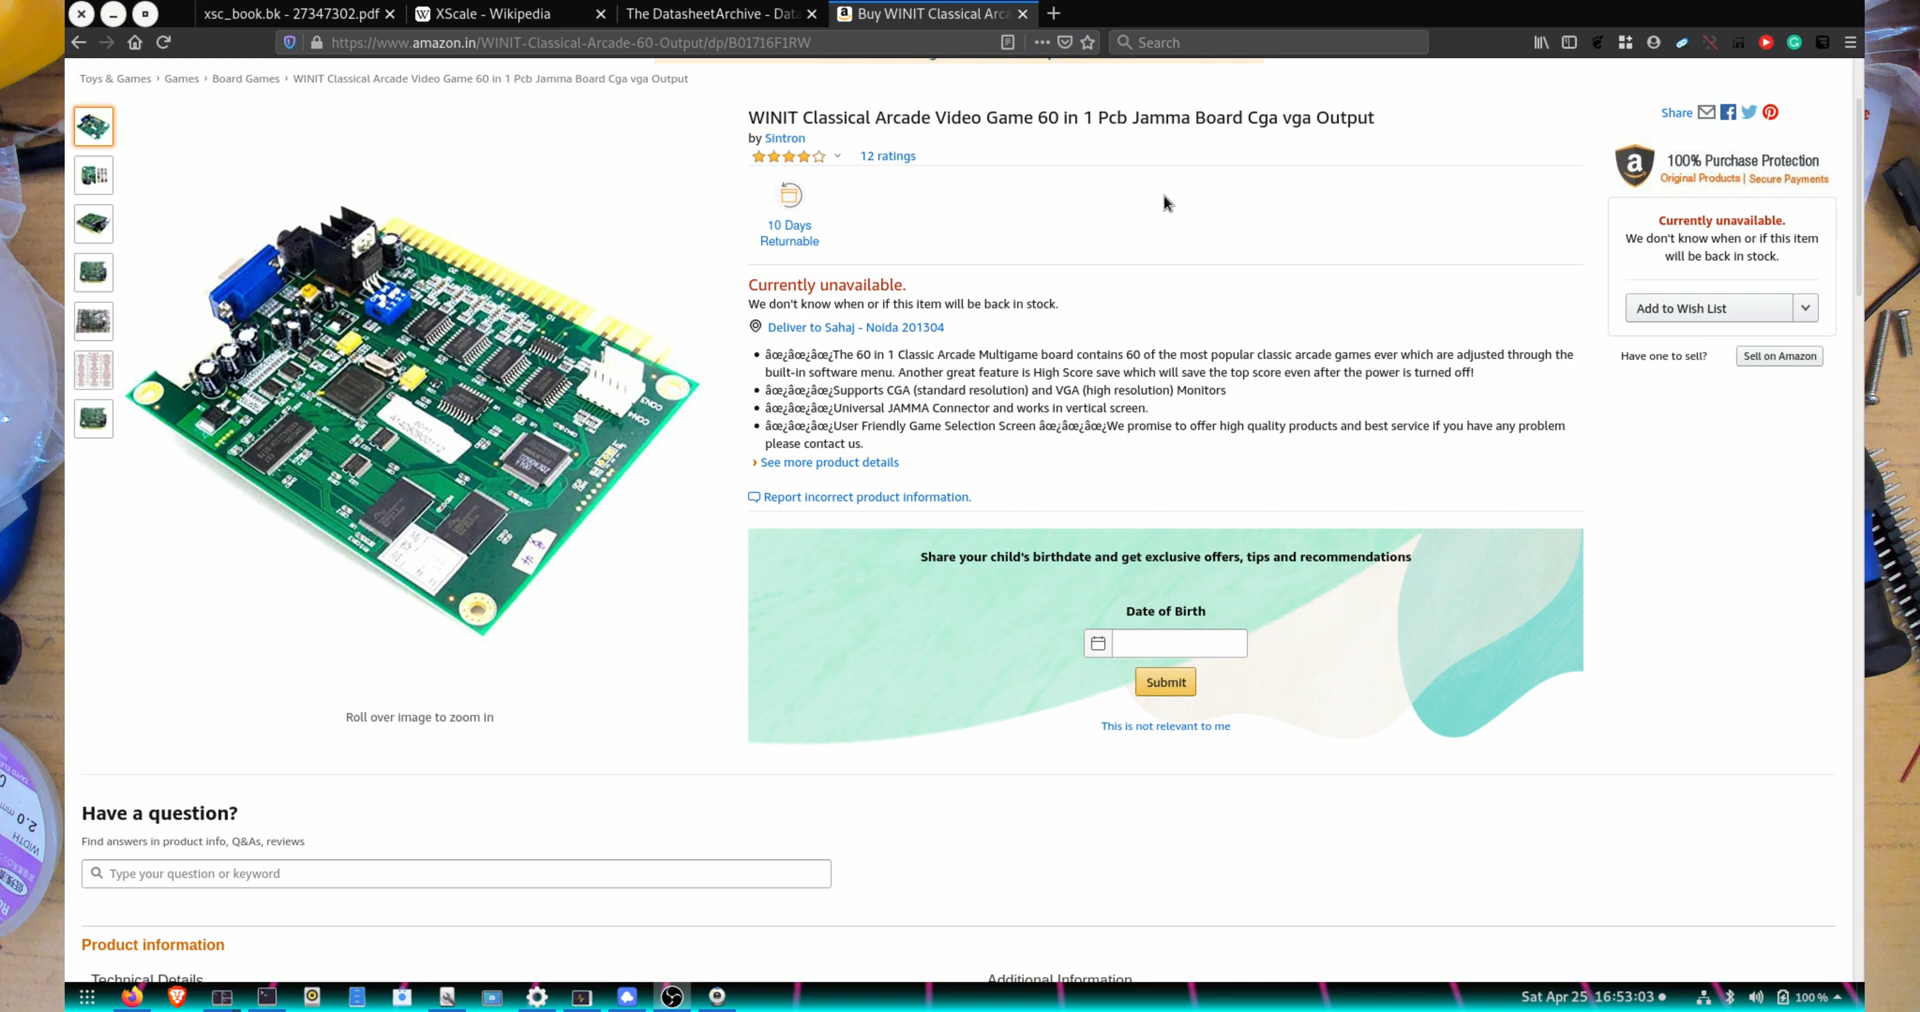 xsc_book.bk - 27347302.pdf
XScale - Wikipedia
The DatasheetArchive - Data
Buy WINIT Classical Arca
https://www.amazon.in/WINIT-Classical-Arcade-60-Output/dp/B01716F1RW
Search
Toys & Games › Games › Board Games › WINIT Classical Arcade Video Game 60 in 1 Pcb Jamma Board Cga vga Output
WINIT Classical Arcade Video Game 60 in 1 Pcb Jamma Board Cga vga Output
by Sintron
12 ratings
10 Days
Returnable
Currently unavailable.
We don't know when or if this item will be back in stock.
Deliver to Sahaj - Noida 201304
• âœ¿âœ¿âœ¿The 60 in 1 Classic Arcade Multigame board contains 60 of the most popular classic arcade games ever which are adjusted through the
built-in software menu. Another great feature is High Score save which will save the top score even after the power is turned off!
• âœ¿âœ¿âœ¿Supports CGA (standard resolution) and VGA (high resolution) Monitors
• âœ¿âœ¿âœ¿Universal JAMMA Connector and works in vertical screen.
• âœ¿âœ¿âœ¿User Friendly Game Selection Screen âœ¿âœ¿âœ¿We promise to offer high quality products and best service if you have any problem
please contact us.
› See more product details
Report incorrect product information.
Share your child's birthdate and get exclusive offers, tips and recommendations
Date of Birth
Submit
This is not relevant to me
Share
a
100% Purchase Protection
Original Products | Secure Payments
Currently unavailable.
We don't know when or if this item
will be back in stock.
Add to Wish List
Have one to sell?
Sell on Amazon
CON3
CON4
Roll over image to zoom in
Have a question?
Find answers in product info, Q&As, reviews
Type your question or keyword
Product information
Technical Details
Additional Information
Sat Apr 25 16:53:03
100 %
2.0 mm
WIDTH